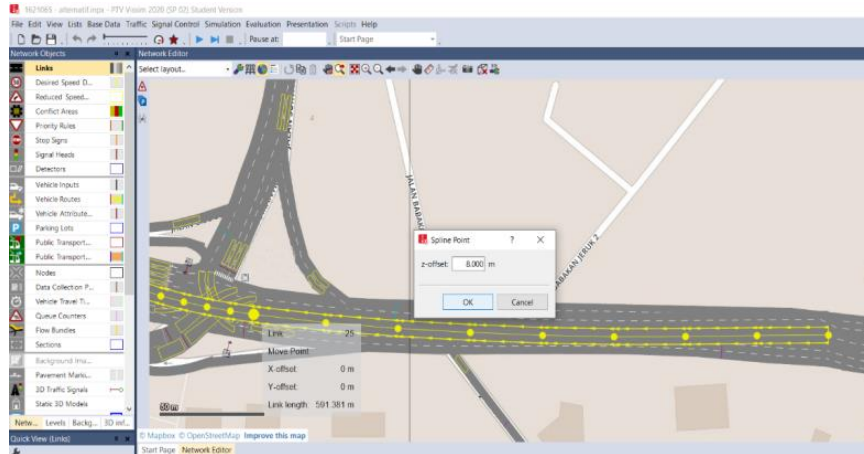 1621065 - alternatif.inpx - PTV Vissim 2020 (SP 02) Student Version
File Edit View Lists Base Data Traffic Signal Control Simulation Evaluation Presentation Scripts Help
Pause at: Start Page
Network Objects
Network Editor
Select layout...
Links
Desired Speed D...
Reduced Speed...
Conflict Areas
Priority Rules
Stop Signs
Signal Heads
Detectors
Vehicle Inputs
Vehicle Routes
Vehicle Attribute...
Parking Lots
Public Transport...
Public Transport...
Nodes
Data Collection P...
Vehicle Travel Ti...
Queue Counters
Flow Bundles
Sections
Background Ima...
Pavement Mark...
3D Traffic Signals
Static 3D Models
Netw... Levels Backg... 3D inf...
Quick View (Links)
JALAN BABAKAN
BABAKAN JERUK 2
Spline Point ? X
z-offset: 8.000 m
OK Cancel
Link 25
Move Point
X-offset: 0 m
Y-offset: 0 m
Link length: 591.381 m
50 m
© Mapbox © OpenStreetMap Improve this map
Start Page Network Editor